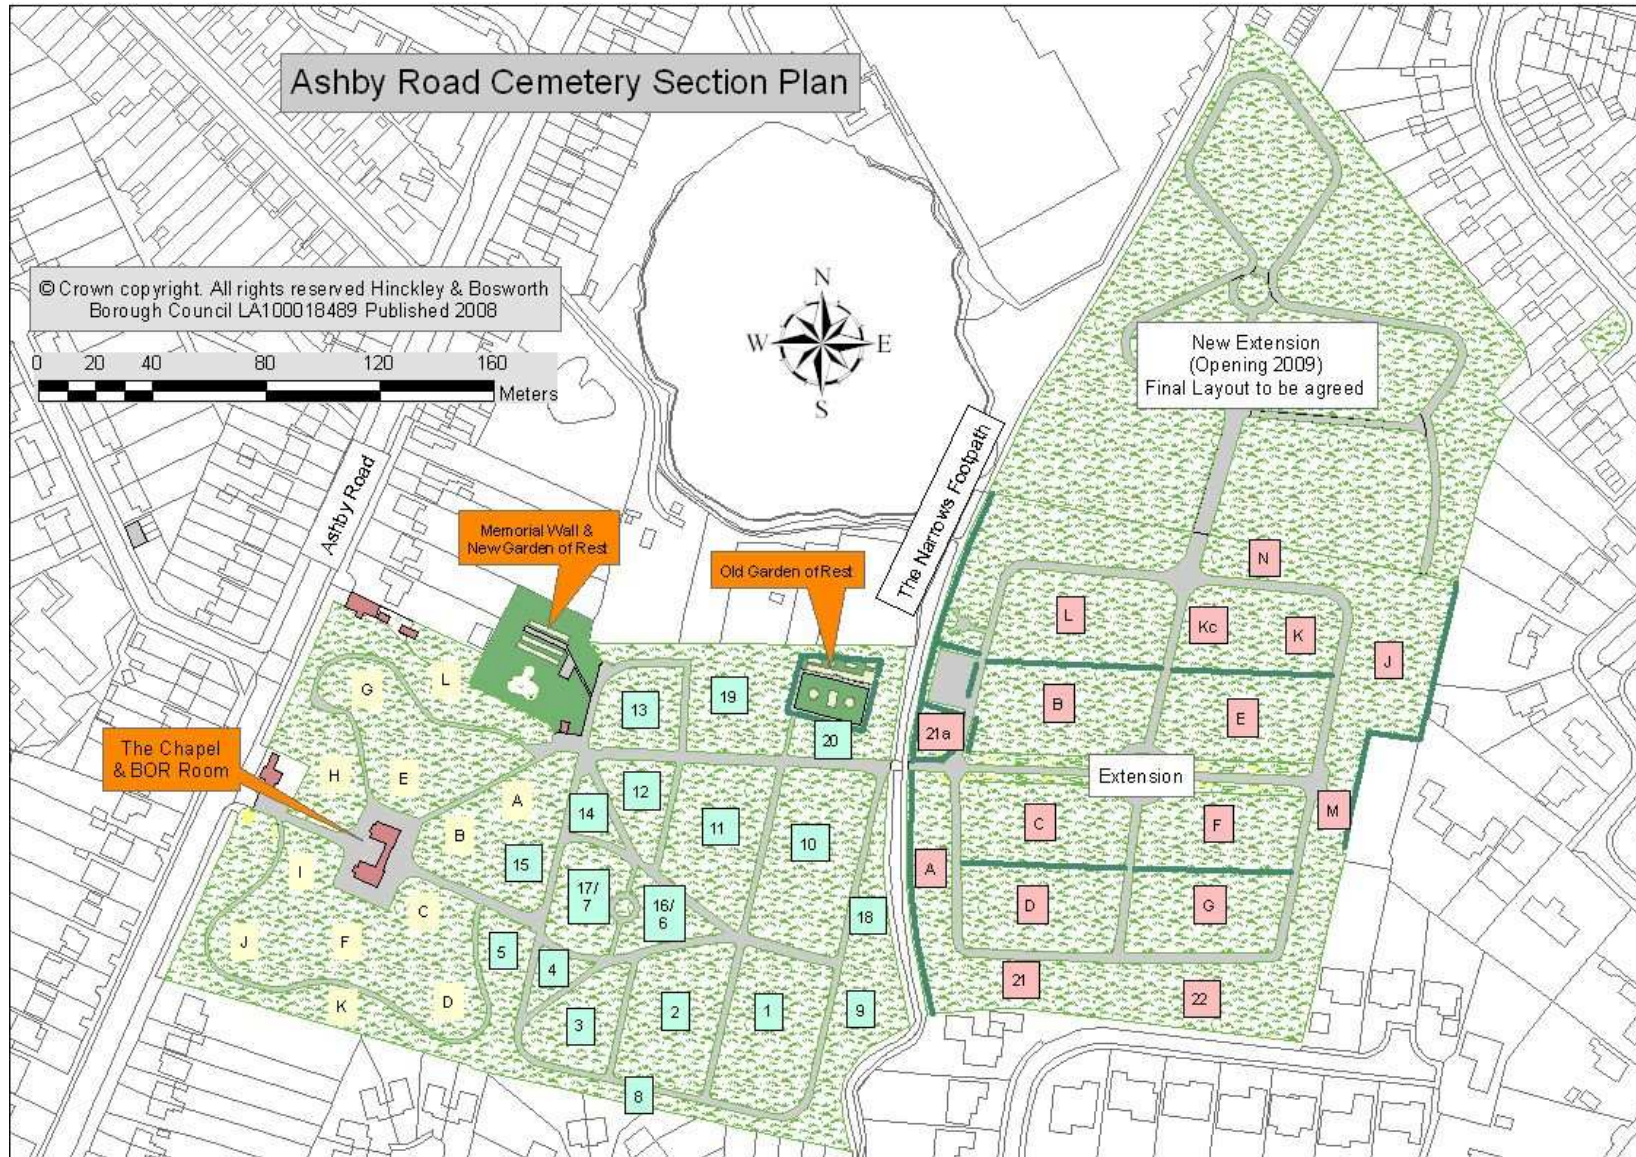 Ashby Road Cemetery Section Plan
© Crown copyright. All rights reserved Hinckley & Bosworth
Borough Council LA100018489 Published 2008
0 20 40 80 120 160
Meters
N
W E
S
New Extension
(Opening 2009)
Final Layout to be agreed
Ashby Road
The Narrows Footpath
Memorial Wall &
New Garden of Rest
Old Garden of Rest
The Chapel
& BOR Room
Extension
G
L
H
E
A
B
I
C
J
F
K
D
13
19
20
12
14
11
10
15
17/
7
16/
6
18
5
4
3
2
1
9
8
N
L
Kc
K
J
B
E
21a
C
F
M
A
D
G
21
22